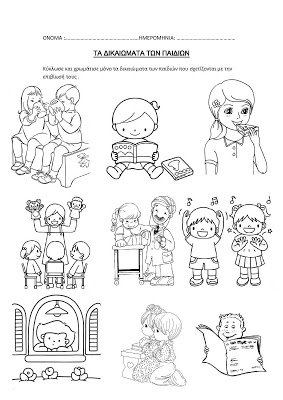 ΟΝΟΜΑ :..........................................ΗΜΕΡΟΜΗΝΙΑ: ..............................
ΤΑ ΔΙΚΑΙΩΜΑΤΑ ΤΩΝ ΠΑΙΔΙΩΝ
Κύκλωσε και χρωμάτισε μόνο τα δικαιώματα των παιδιών που σχετίζονται με την
επιβίωσή τους .